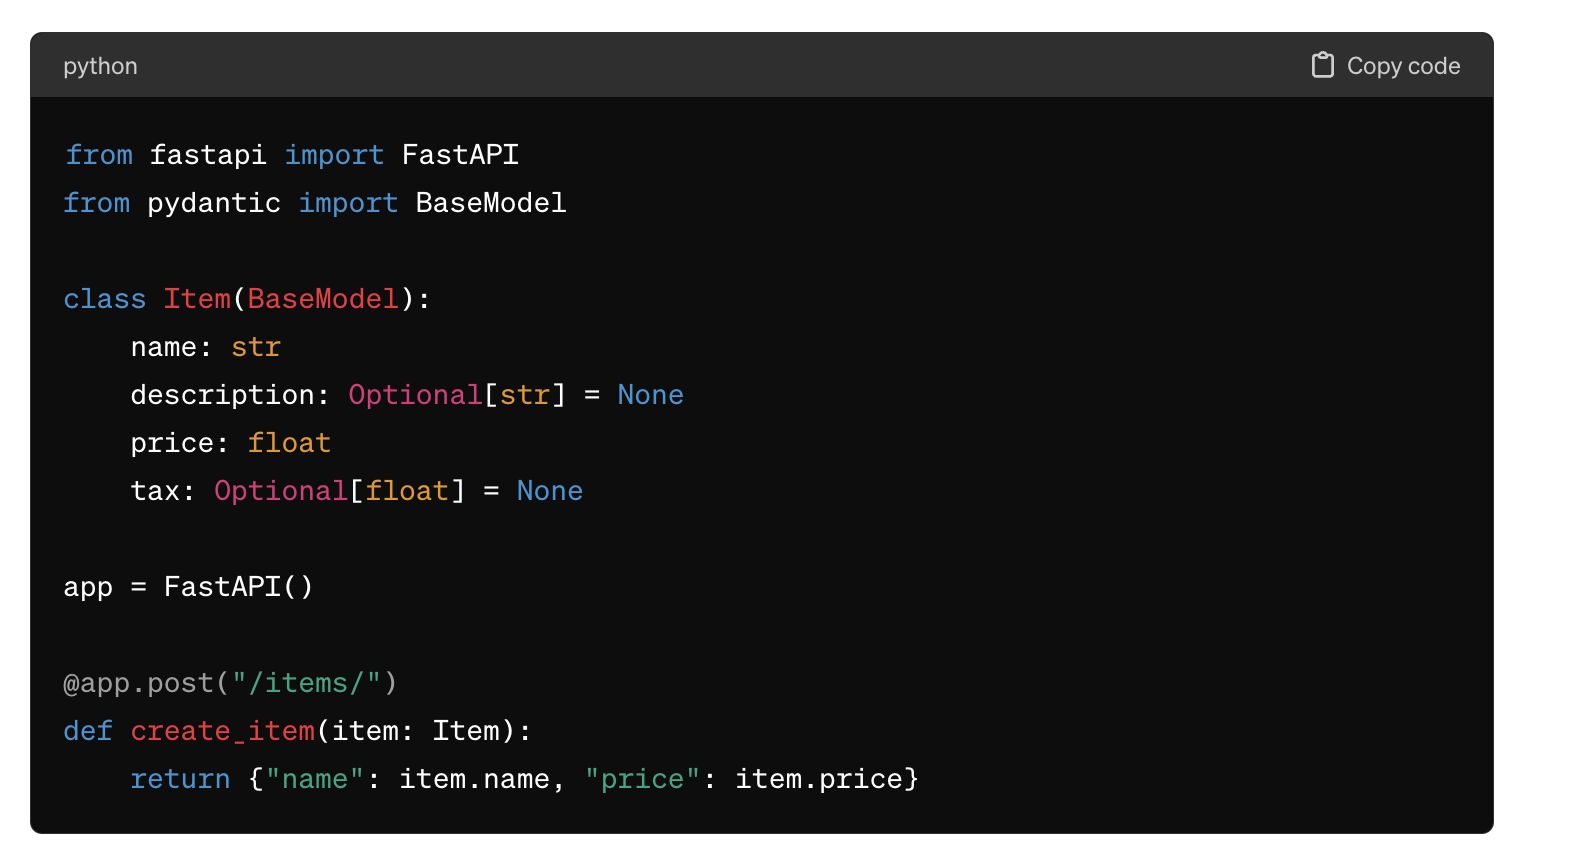 python
Copy code
from fastapi import FastAPI
from pydantic import BaseModel
class Item(BaseModel):
    name: str
    description: Optional[str] = None
    price: float
    tax: Optional[float] = None
app = FastAPI()
@app.post("/items/")
def create_item(item: Item):
    return {"name": item.name, "price": item.price}